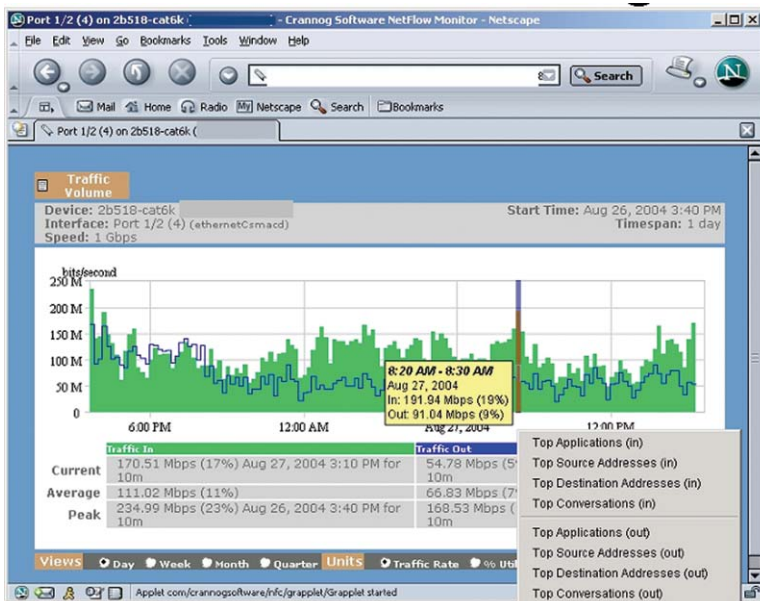 Port 1/2 (4) on 2b518-cat6k - Crannog Software NetFlow Monitor - Netscape
File Edit View Go Bookmarks Tools Window Help
Search
Mail Home Radio My Netscape Search Bookmarks
Port 1/2 (4) on 2b518-cat6k (
Traffic
Volume
Device: 2b518-cat6k
Start Time: Aug 26, 2004 3:40 PM
Interface: Port 1/2 (4) (ethernetCsmacd)
Timespan: 1 day
Speed: 1 Gbps
bits/second
250 M
200 M
150 M
100 M
50 M
0
8:20 AM - 8:30 AM
Aug 27, 2004
In: 191.94 Mbps (19%)
Out: 91.04 Mbps (9%)
6:00 PM 12:00 AM Aug 27, 2004 12:00 PM
Traffic In Traffic Out
Current 170.51 Mbps (17%) Aug 27, 2004 3:10 PM for 10m 54.78 Mbps (5 10m
Average 111.02 Mbps (11%) 66.83 Mbps (7
Peak 234.99 Mbps (23%) Aug 26, 2004 3:40 PM for 10m 168.53 Mbps ( 10m
Top Applications (in)
Top Source Addresses (in)
Top Destination Addresses (in)
Top Conversations (in)
Top Applications (out)
Top Source Addresses (out)
Top Destination Addresses (out)
Top Conversations (out)
Views Day Week Month Quarter Units Traffic Rate % Util
Applet com/crannogsoftware/nfc/grapplet/Grapplet started